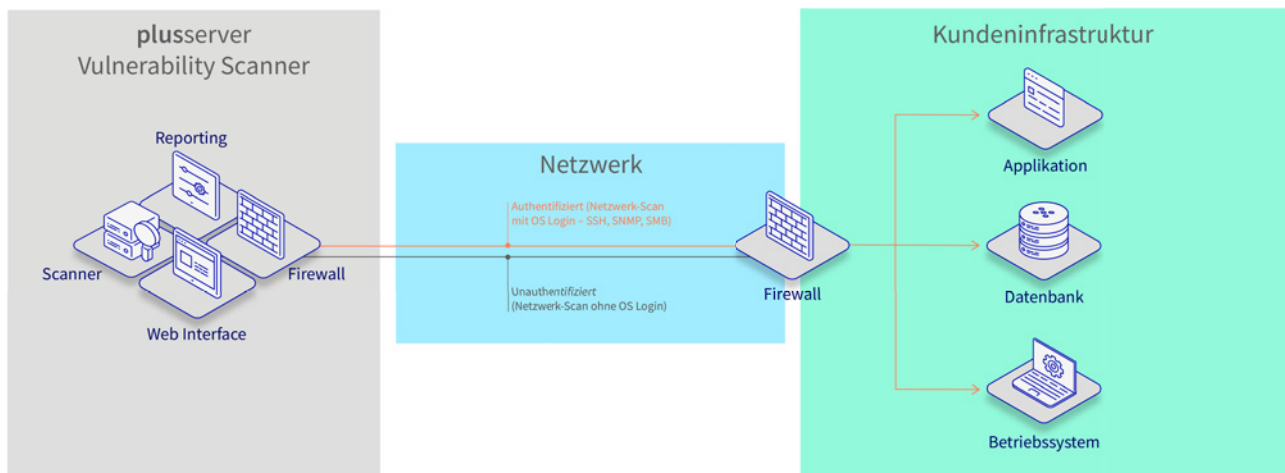 plusserver
Vulnerability Scanner
Reporting
Scanner
Firewall
Web Interface
Netzwerk
Authentifiziert (Netzwerk-Scan
mit OS Login – SSH, SNMP, SMB)
Unauthentifiziert
(Netzwerk-Scan ohne OS Login)
Firewall
Kundeninfrastruktur
Applikation
Datenbank
Betriebssystem